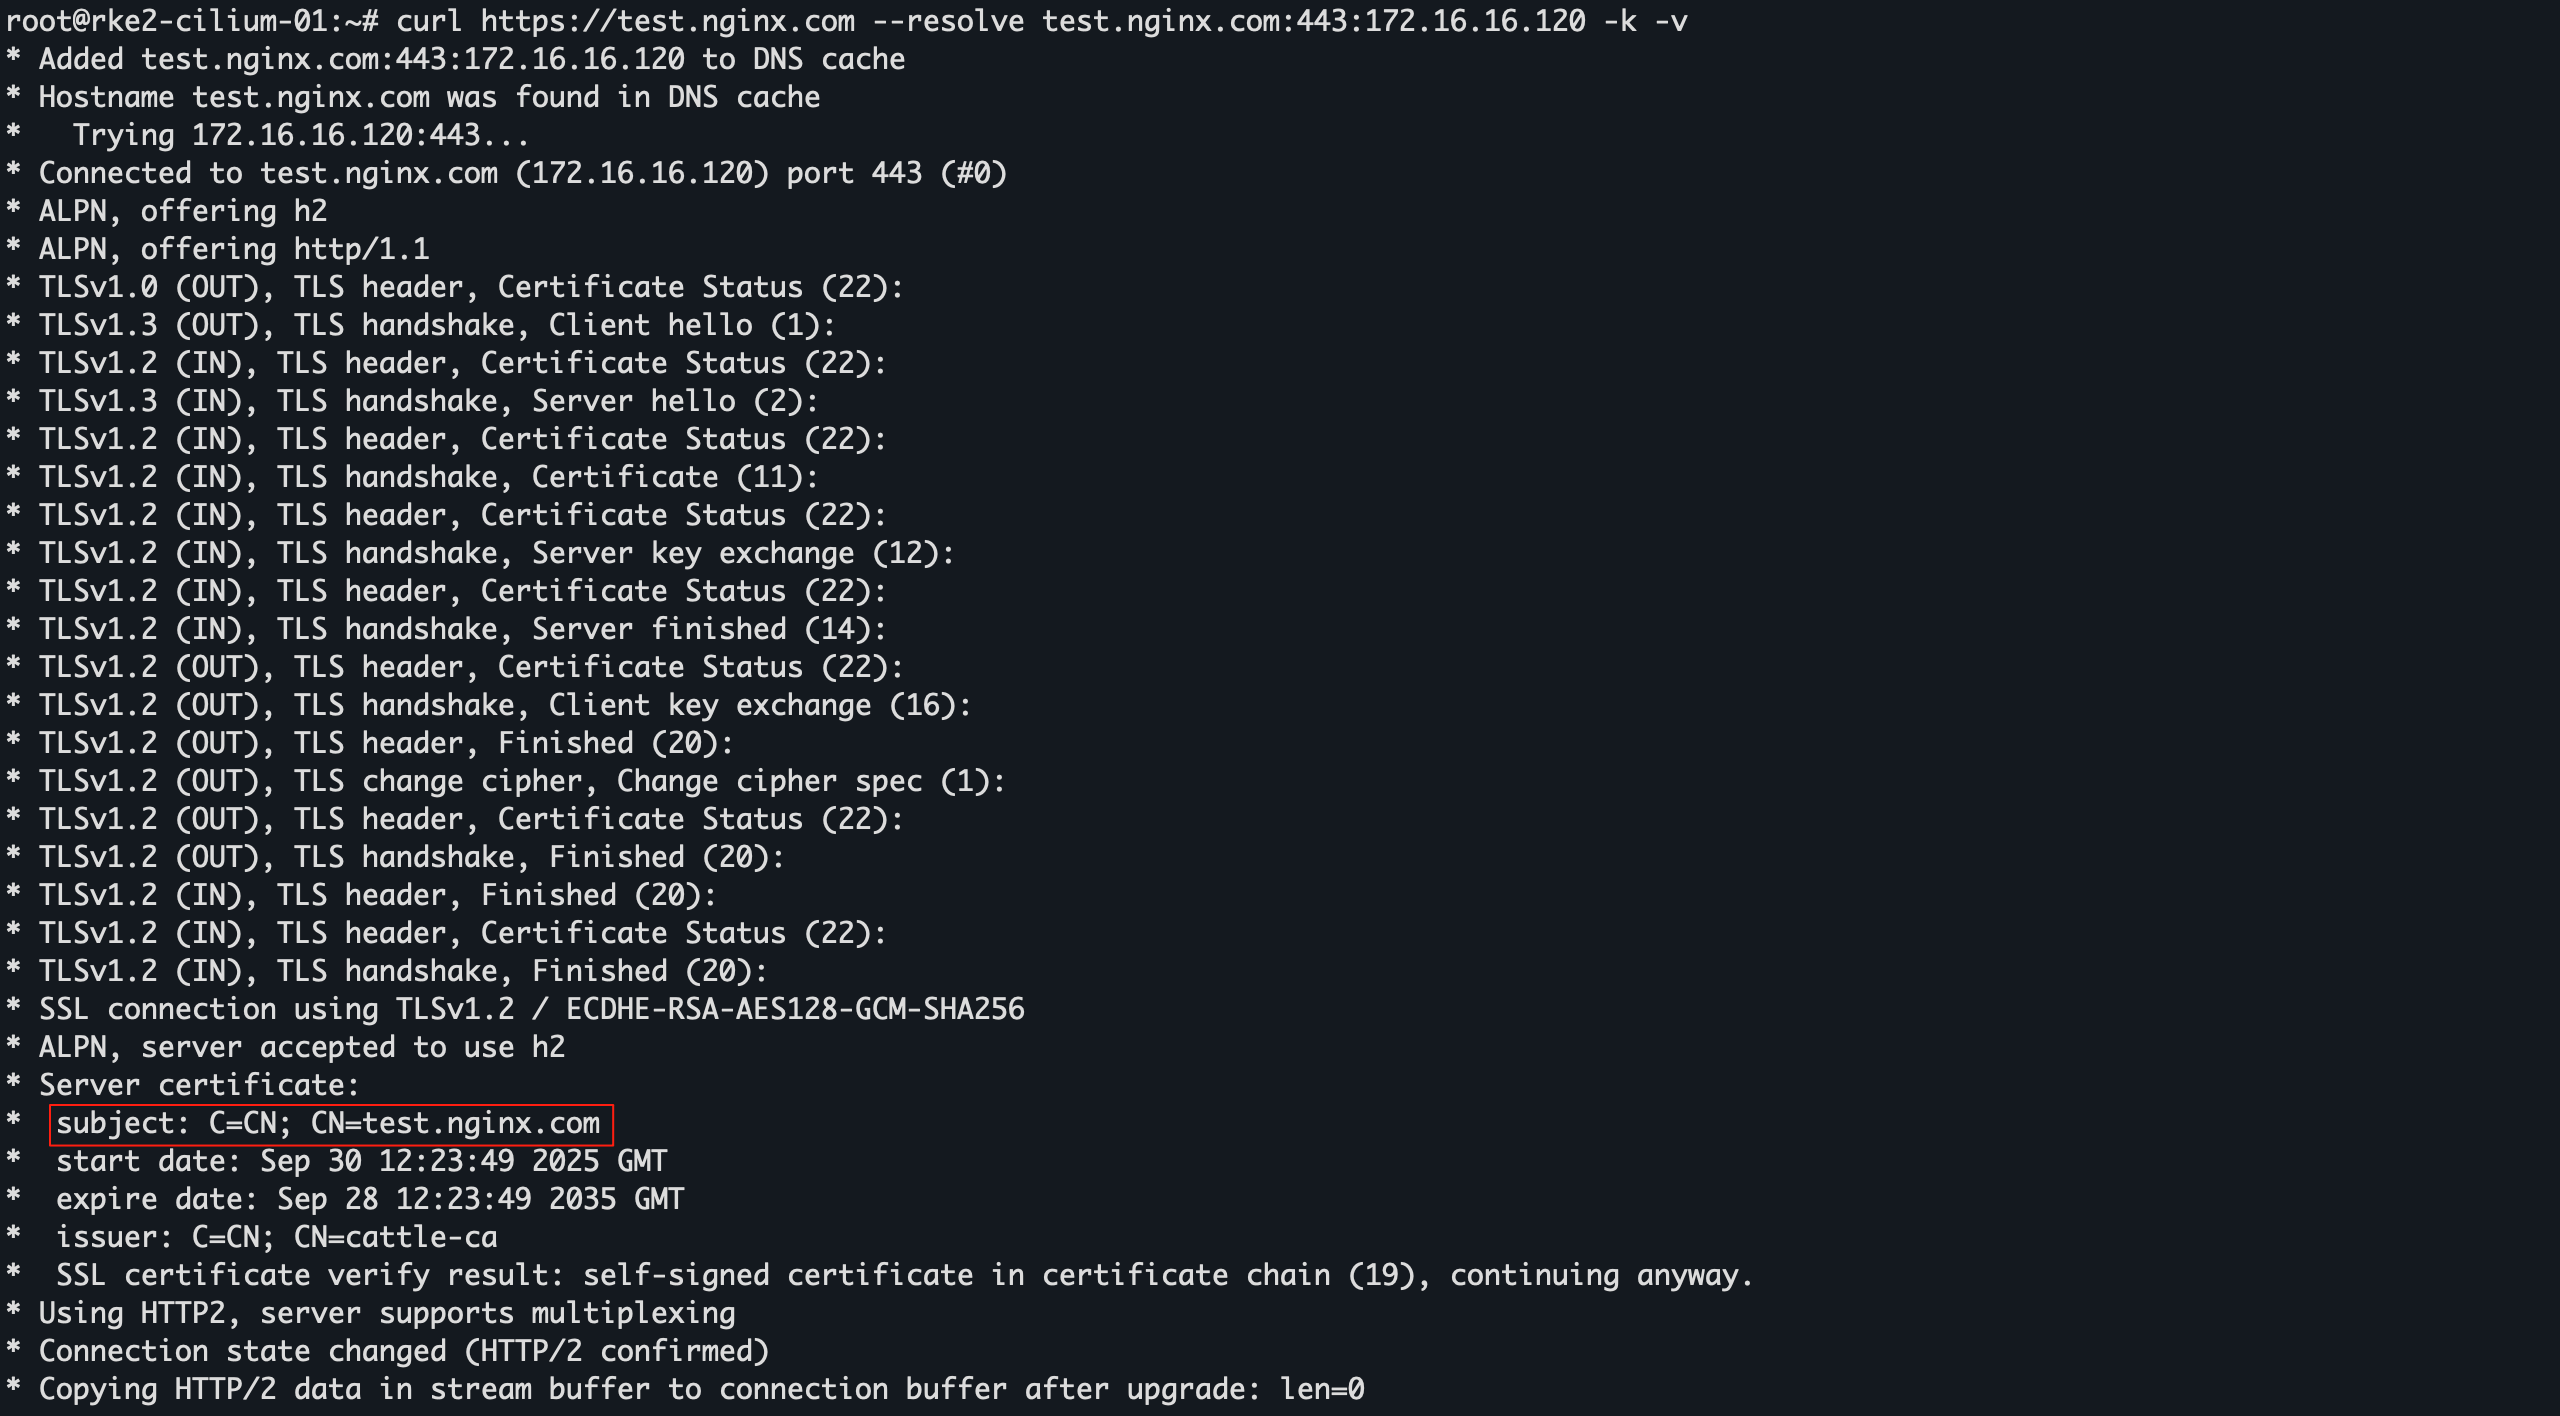 root@rke2-cilium-01:~# curl https://test.nginx.com --resolve test.nginx.com:443:172.16.16.120 -k -v
* Added test.nginx.com:443:172.16.16.120 to DNS cache
* Hostname test.nginx.com was found in DNS cache
*   Trying 172.16.16.120:443...
* Connected to test.nginx.com (172.16.16.120) port 443 (#0)
* ALPN, offering h2
* ALPN, offering http/1.1
* TLSv1.0 (OUT), TLS header, Certificate Status (22):
* TLSv1.3 (OUT), TLS handshake, Client hello (1):
* TLSv1.2 (IN), TLS header, Certificate Status (22):
* TLSv1.3 (IN), TLS handshake, Server hello (2):
* TLSv1.2 (IN), TLS header, Certificate Status (22):
* TLSv1.2 (IN), TLS handshake, Certificate (11):
* TLSv1.2 (IN), TLS header, Certificate Status (22):
* TLSv1.2 (IN), TLS handshake, Server key exchange (12):
* TLSv1.2 (IN), TLS header, Certificate Status (22):
* TLSv1.2 (IN), TLS handshake, Server finished (14):
* TLSv1.2 (OUT), TLS header, Certificate Status (22):
* TLSv1.2 (OUT), TLS handshake, Client key exchange (16):
* TLSv1.2 (OUT), TLS header, Finished (20):
* TLSv1.2 (OUT), TLS change cipher, Change cipher spec (1):
* TLSv1.2 (OUT), TLS header, Certificate Status (22):
* TLSv1.2 (OUT), TLS handshake, Finished (20):
* TLSv1.2 (IN), TLS header, Finished (20):
* TLSv1.2 (IN), TLS header, Certificate Status (22):
* TLSv1.2 (IN), TLS handshake, Finished (20):
* SSL connection using TLSv1.2 / ECDHE-RSA-AES128-GCM-SHA256
* ALPN, server accepted to use h2
* Server certificate:
*  subject: C=CN; CN=test.nginx.com
*  start date: Sep 30 12:23:49 2025 GMT
*  expire date: Sep 28 12:23:49 2035 GMT
*  issuer: C=CN; CN=cattle-ca
*  SSL certificate verify result: self-signed certificate in certificate chain (19), continuing anyway.
* Using HTTP2, server supports multiplexing
* Connection state changed (HTTP/2 confirmed)
* Copying HTTP/2 data in stream buffer to connection buffer after upgrade: len=0